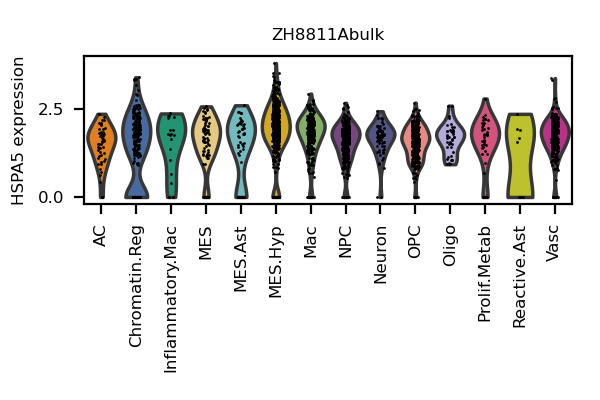 ZH8811Abulk
HSPA5 expression
2.5
0.0
AC
Chromatin.Reg
Inflammatory.Mac
MES
MES.Ast
MES.Hyp
Mac
NPC
Neuron
OPC
Oligo
Prolif.Metab
Reactive.Ast
Vasc